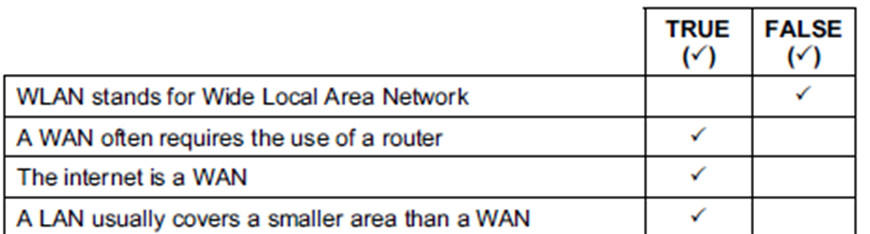 TRUE FALSE
(✓) (✓)
WLAN stands for Wide Local Area Network ✓
A WAN often requires the use of a router ✓
The internet is a WAN ✓
A LAN usually covers a smaller area than a WAN ✓